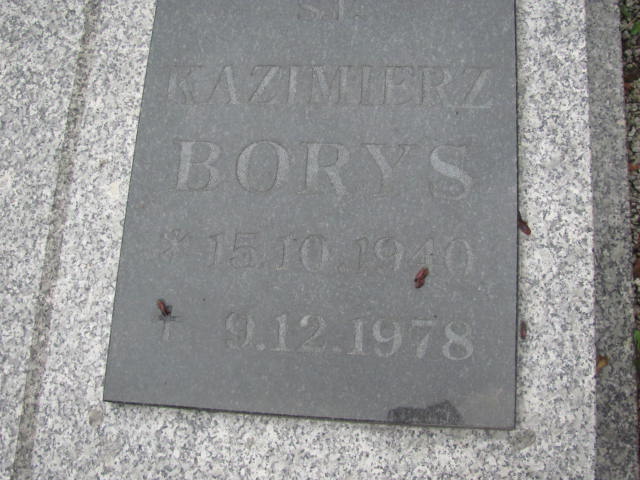 Ś.P.
KAZIMIERZ
BORYS
* 15.10.1940
† 9.12.1978